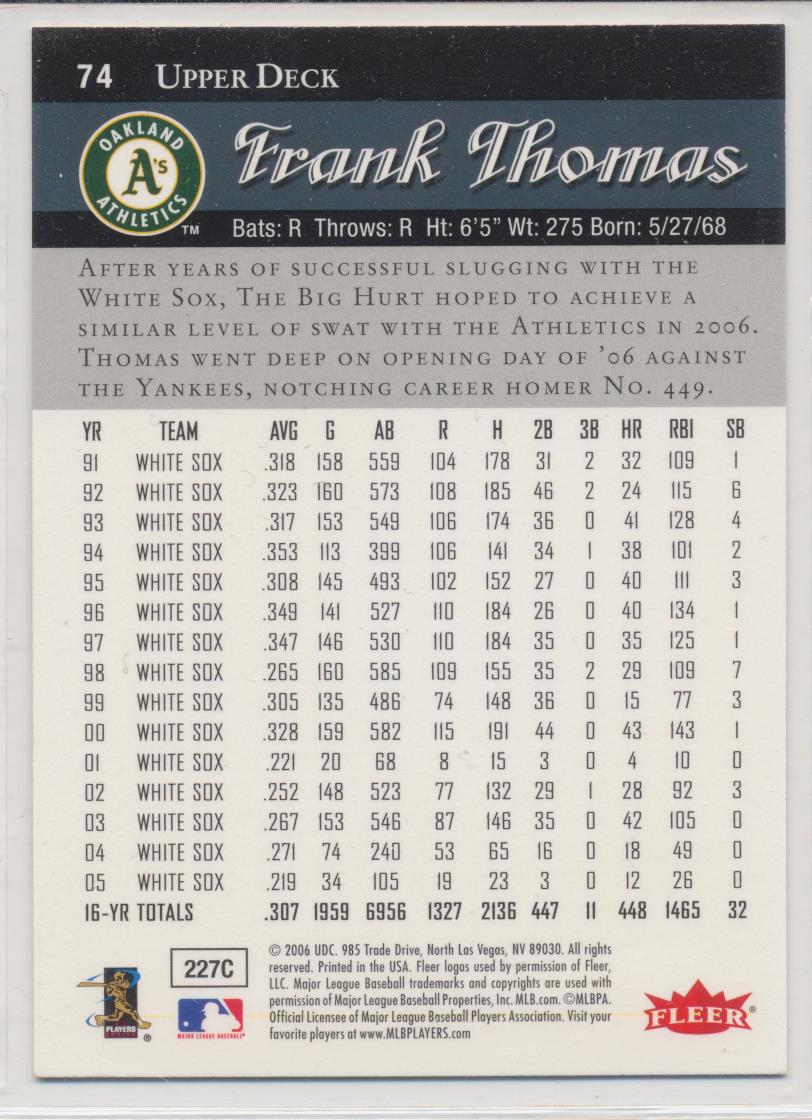 74 UPPER DECK
OAKLAND
A's
ATHLETICS
TM
Frank Thomas
Bats: R Throws: R Ht: 6'5" Wt: 275 Born: 5/27/68
AFTER YEARS OF SUCCESSFUL SLUGGING WITH THE
WHITE SOX, THE BIG HURT HOPED TO ACHIEVE A
SIMILAR LEVEL OF SWAT WITH THE ATHLETICS IN 2006.
THOMAS WENT DEEP ON OPENING DAY OF '06 AGAINST
THE YANKEES, NOTCHING CAREER HOMER NO. 449.
YR TEAM AVG G AB R H 2B 3B HR RBI SB
91 WHITE SOX .318 158 559 104 178 31 2 32 109 1
92 WHITE SOX .323 160 573 108 185 46 2 24 115 6
93 WHITE SOX .317 153 549 106 174 36 0 41 128 4
94 WHITE SOX .353 113 399 106 141 34 1 38 101 2
95 WHITE SOX .308 145 493 102 152 27 0 40 111 3
96 WHITE SOX .349 141 527 110 184 26 0 40 134 1
97 WHITE SOX .347 146 530 110 184 35 0 35 125 1
98 WHITE SOX .265 160 585 109 155 35 2 29 109 7
99 WHITE SOX .305 135 486 74 148 36 0 15 77 3
00 WHITE SOX .328 159 582 115 191 44 0 43 143 1
01 WHITE SOX .221 20 68 8 15 3 0 4 10 0
02 WHITE SOX .252 148 523 77 132 29 1 28 92 3
03 WHITE SOX .267 153 546 87 146 35 0 42 105 0
04 WHITE SOX .271 74 240 53 65 16 0 18 49 0
05 WHITE SOX .219 34 105 19 23 3 0 12 26 0
16-YR TOTALS .307 1959 6956 1327 2136 447 11 448 1465 32
PLAYERS
®
227C
MAJOR LEAGUE BASEBALL
© 2006 UDC. 985 Trade Drive, North Las Vegas, NV 89030. All rights
reserved. Printed in the USA. Fleer logos used by permission of Fleer,
LLC. Major League Baseball trademarks and copyrights are used with
permission of Major League Baseball Properties, Inc. MLB.com. ©MLBPA.
Official Licensee of Major League Baseball Players Association. Visit your
favorite players at www.MLBPLAYERS.com
FLEER®